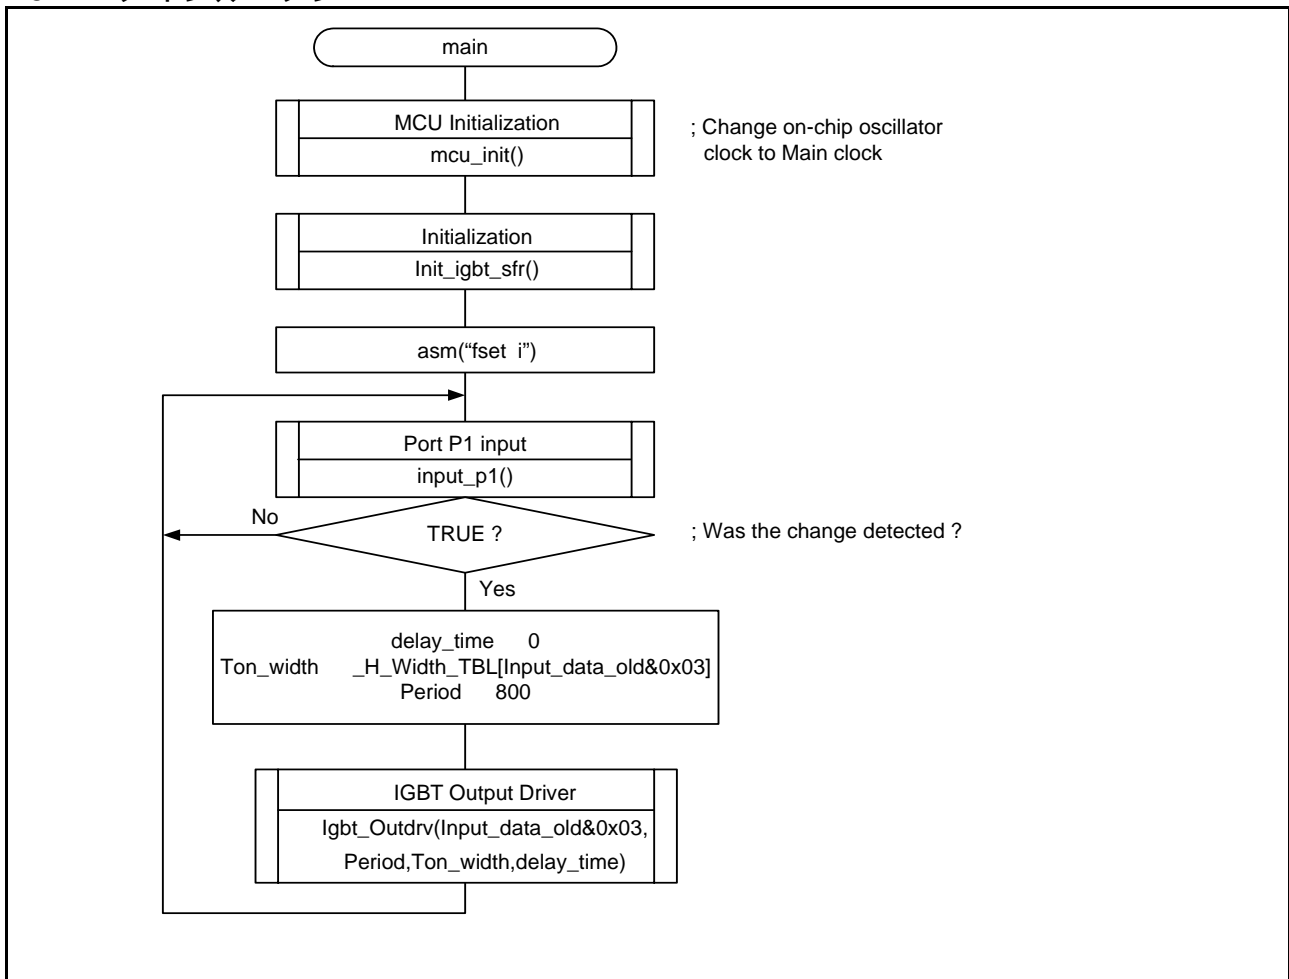 main
MCU Initialization
mcu_init()
; Change on-chip oscillator
clock to Main clock
Initialization
Init_igbt_sfr()
asm(“fset i”)
Port P1 input
input_p1()
No
TRUE ?
; Was the change detected ?
Yes
delay_time 0
Ton_width _H_Width_TBL[Input_data_old&0x03]
Period 800
IGBT Output Driver
Igbt_Outdrv(Input_data_old&0x03,
Period,Ton_width,delay_time)